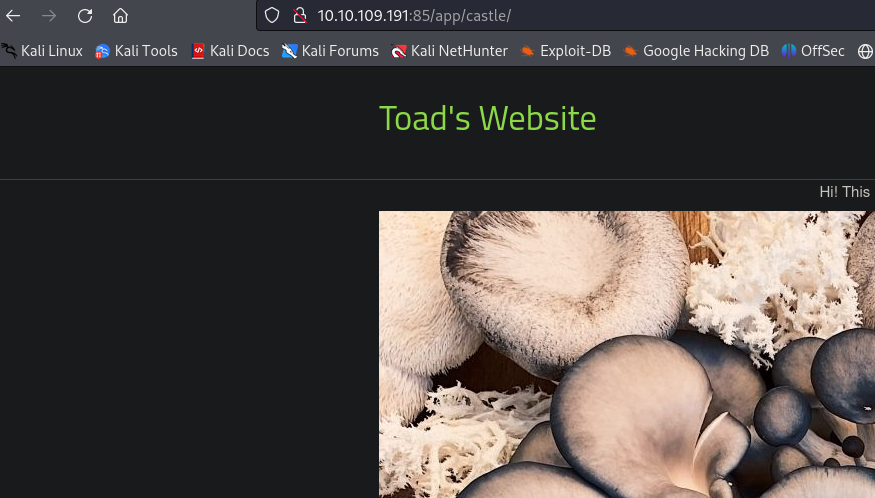 10.10.109.191:85/app/castle/
Kali Linux Kali Tools Kali Docs Kali Forums Kali NetHunter Exploit-DB Google Hacking DB OffSec
Toad's Website
Hi! This